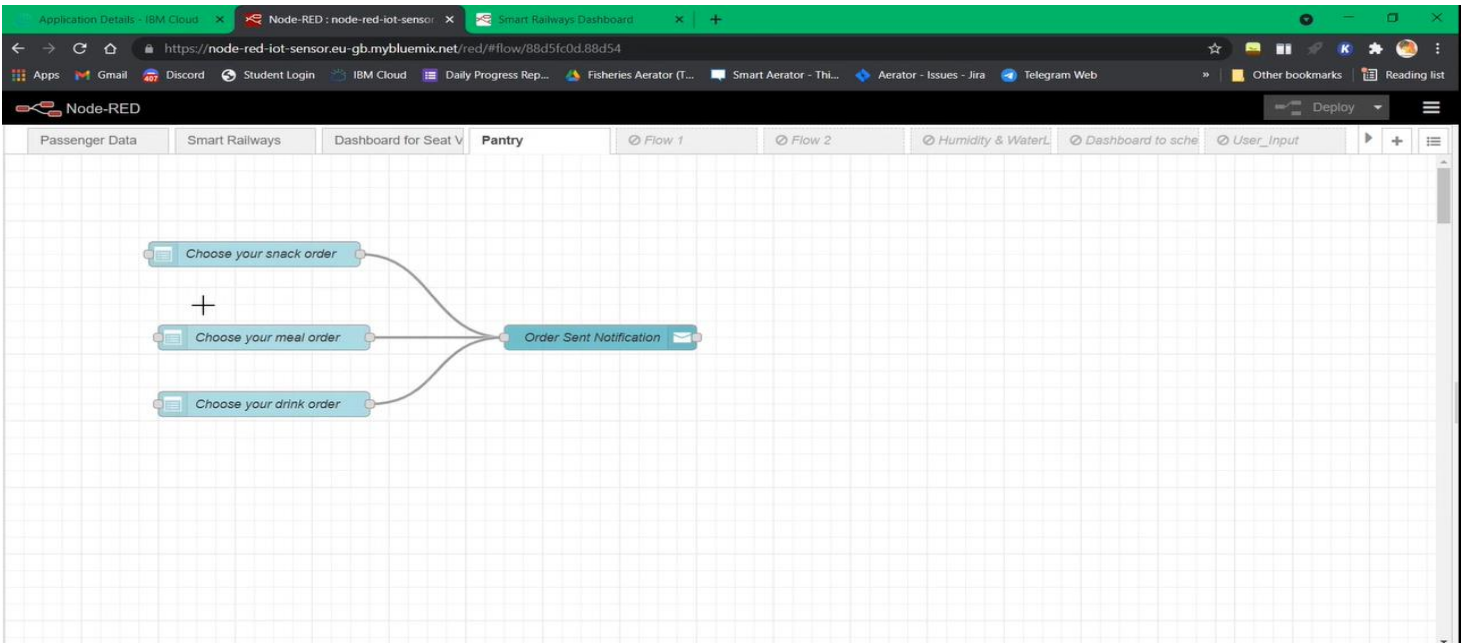 Application Details - IBM Cloud Node-RED : node-red-iot-sensor Smart Railways Dashboard
https://node-red-iot-sensor.eu-gb.mybluemix.net/red/#flow/88d5fc0d.88d54
Apps Gmail 407 Discord Student Login IBM Cloud Daily Progress Rep... Fisheries Aerator (T... Smart Aerator - Thi... Aerator - Issues - Jira Telegram Web » Other bookmarks Reading list
Node-RED Deploy
Passenger Data Smart Railways Dashboard for Seat V Pantry Flow 1 Flow 2 Humidity & WaterL Dashboard to sche User_Input
Choose your snack order
Choose your meal order Order Sent Notification
Choose your drink order